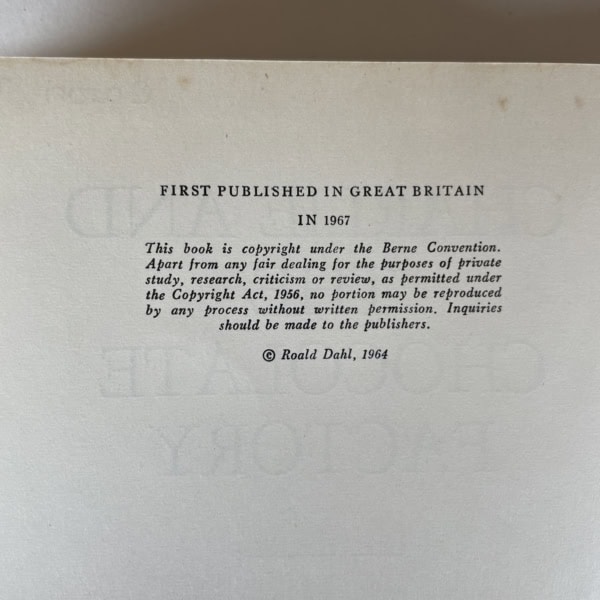 FIRST PUBLISHED IN GREAT BRITAIN
IN 1967
This book is copyright under the Berne Convention.
Apart from any fair dealing for the purposes of private
study, research, criticism or review, as permitted under
the Copyright Act, 1956, no portion may be reproduced
by any process without written permission. Inquiries
should be made to the publishers.
© Roald Dahl, 1964
AND
CHOCOLATE
FACTORY